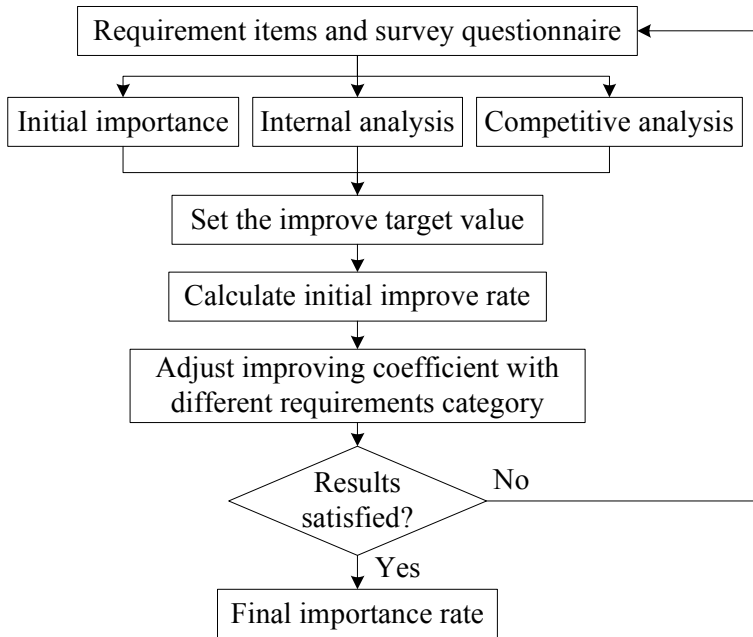 Requirement items and survey questionnaire
Initial importance
Internal analysis
Competitive analysis
Set the improve target value
Calculate initial improve rate
Adjust improving coefficient with
different requirements category
Results
satisfied?
No
Yes
Final importance rate